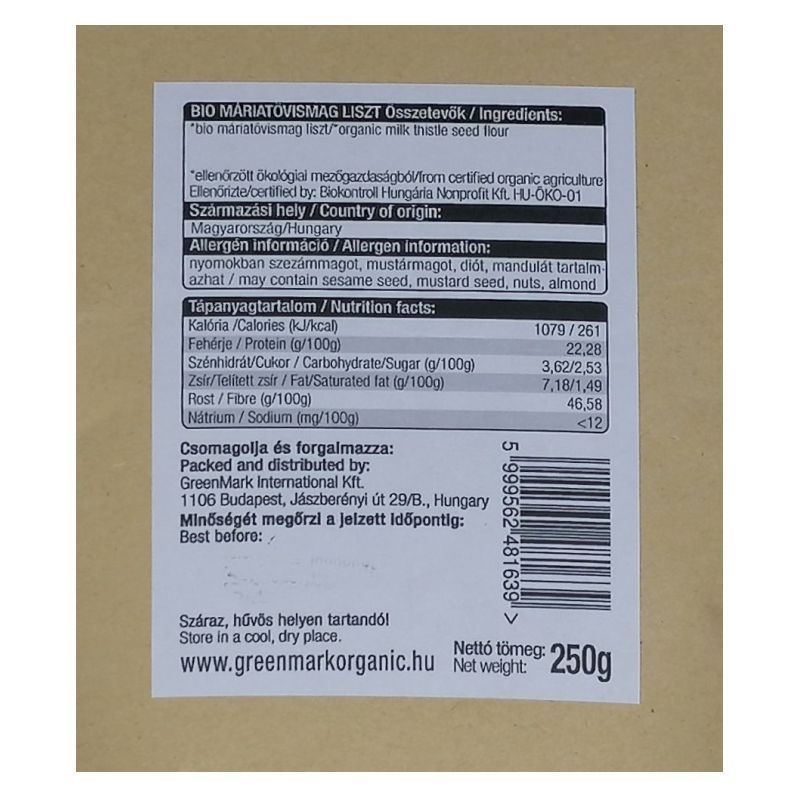 BIO MÁRIATÖVISMAG LISZT Összetevők / Ingredients:
*bio máriatövismag liszt/*organic milk thistle seed flour
*ellenőrzött ökológiai mezőgazdaságból/from certified organic agriculture
Ellenőrizte/certified by: Biokontroll Hungária Nonprofit Kft. HU-ÖKO-01
Származási hely / Country of origin:
Magyarország/Hungary
Allergén információ / Allergen information:
nyomokban szezámmagot, mustármagot, diót, mandulát tartalm-
azhat / may contain sesame seed, mustard seed, nuts, almond
Tápanyagtartalom / Nutrition facts:
Kalória /Calories (kJ/kcal) 1079 / 261
Fehérje / Protein (g/100g) 22,28
Szénhidrát/Cukor / Carbohydrate/Sugar (g/100g) 3,62/2,53
Zsír/Telített zsír / Fat/Saturated fat (g/100g) 7,18/1,49
Rost / Fibre (g/100g) 46,58
Nátrium / Sodium (mg/100g) <12
Csomagolja és forgalmazza:
Packed and distributed by:
GreenMark International Kft.
1106 Budapest, Jászberényi út 29/B., Hungary
Minőségét megőrzi a jelzett időpontig:
Best before:
5 999562 481639 >
Száraz, hűvös helyen tartandó!
Store in a cool, dry place.
www.greenmarkorganic.hu
Nettó tömeg: 250g
Net weight: